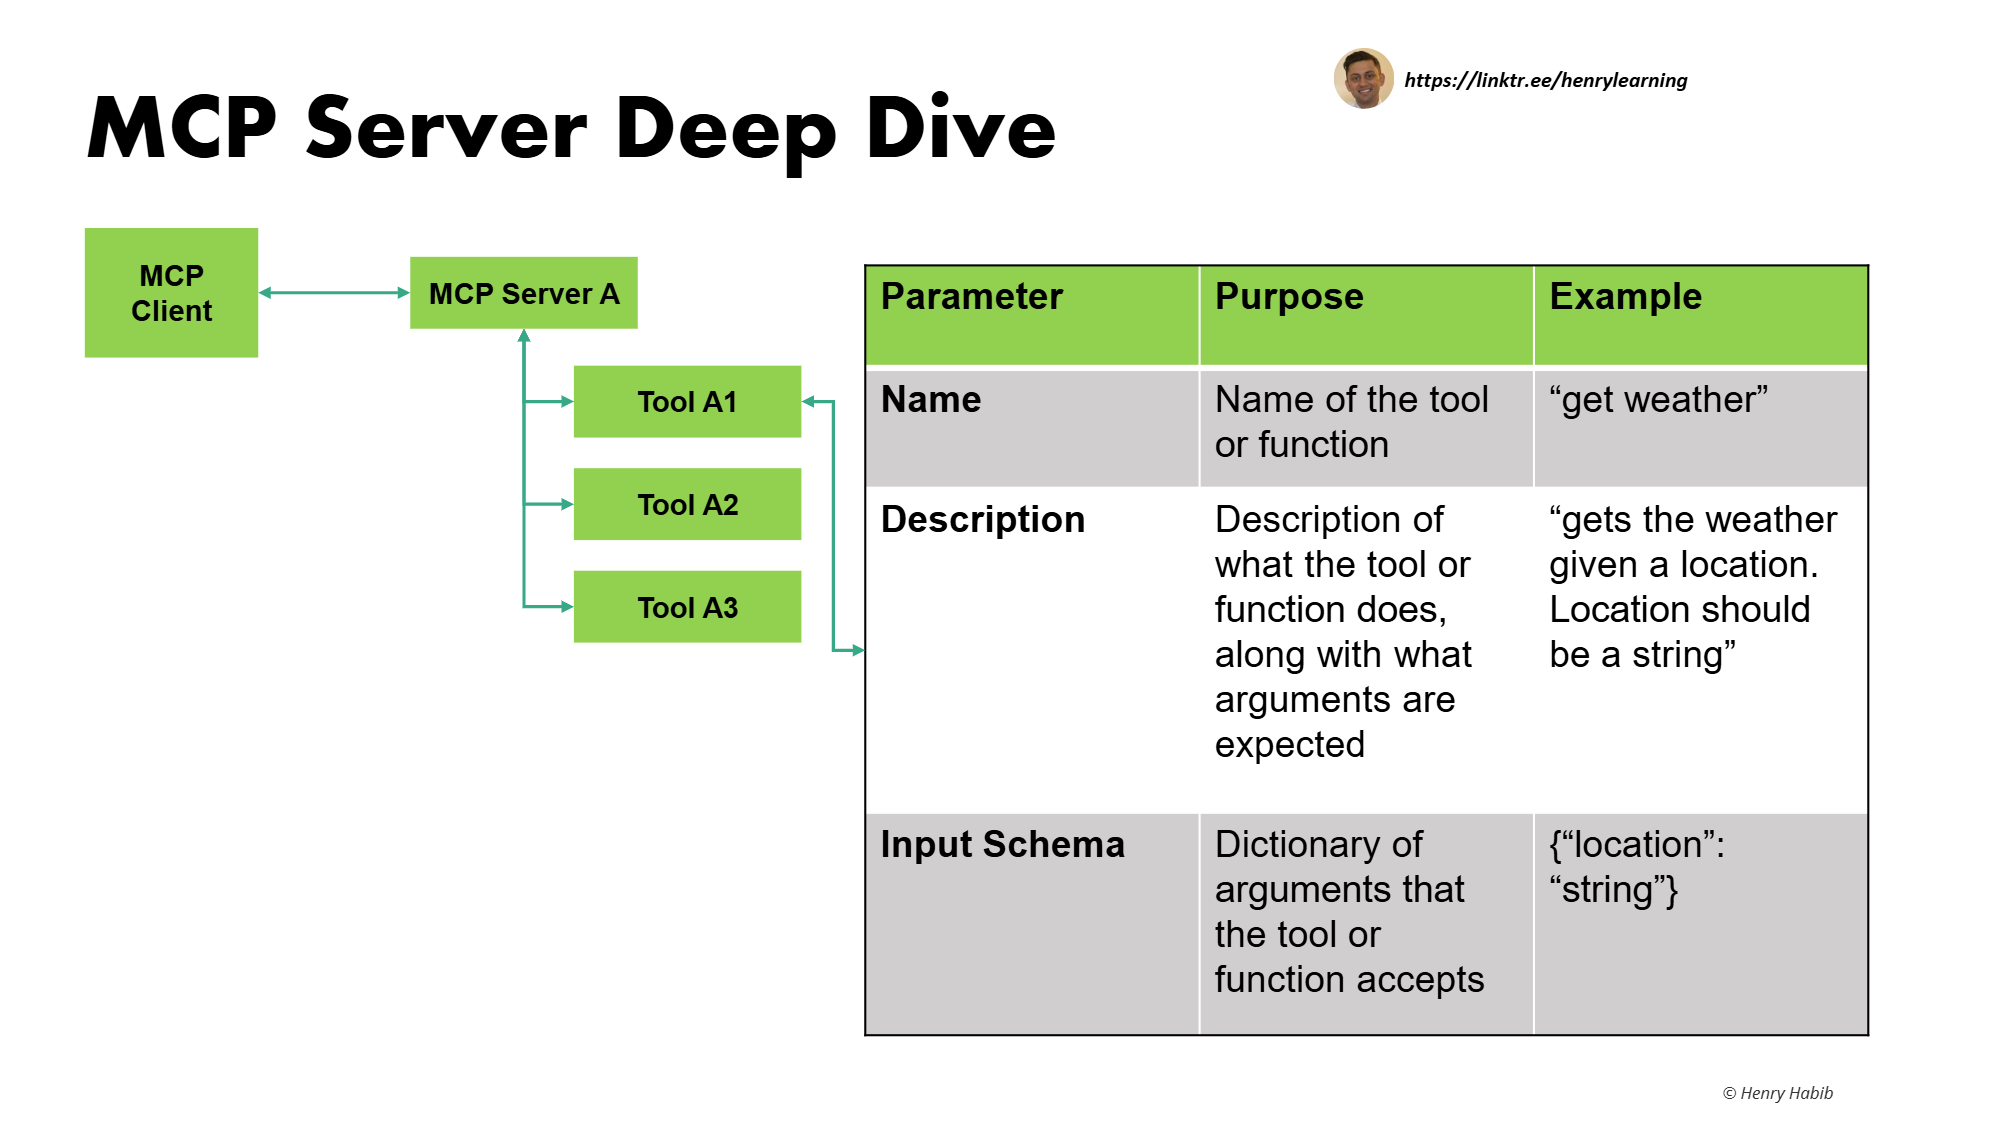 https://linktr.ee/henrylearning
MCP Server Deep Dive
MCP
Client
MCP Server A
Tool A1
Tool A2
Tool A3
Parameter
Purpose
Example
Name
Name of the tool
or function
“get weather”
Description
Description of
what the tool or
function does,
along with what
arguments are
expected
“gets the weather
given a location.
Location should
be a string”
Input Schema
Dictionary of
arguments that
the tool or
function accepts
{“location”:
“string”}
© Henry Habib